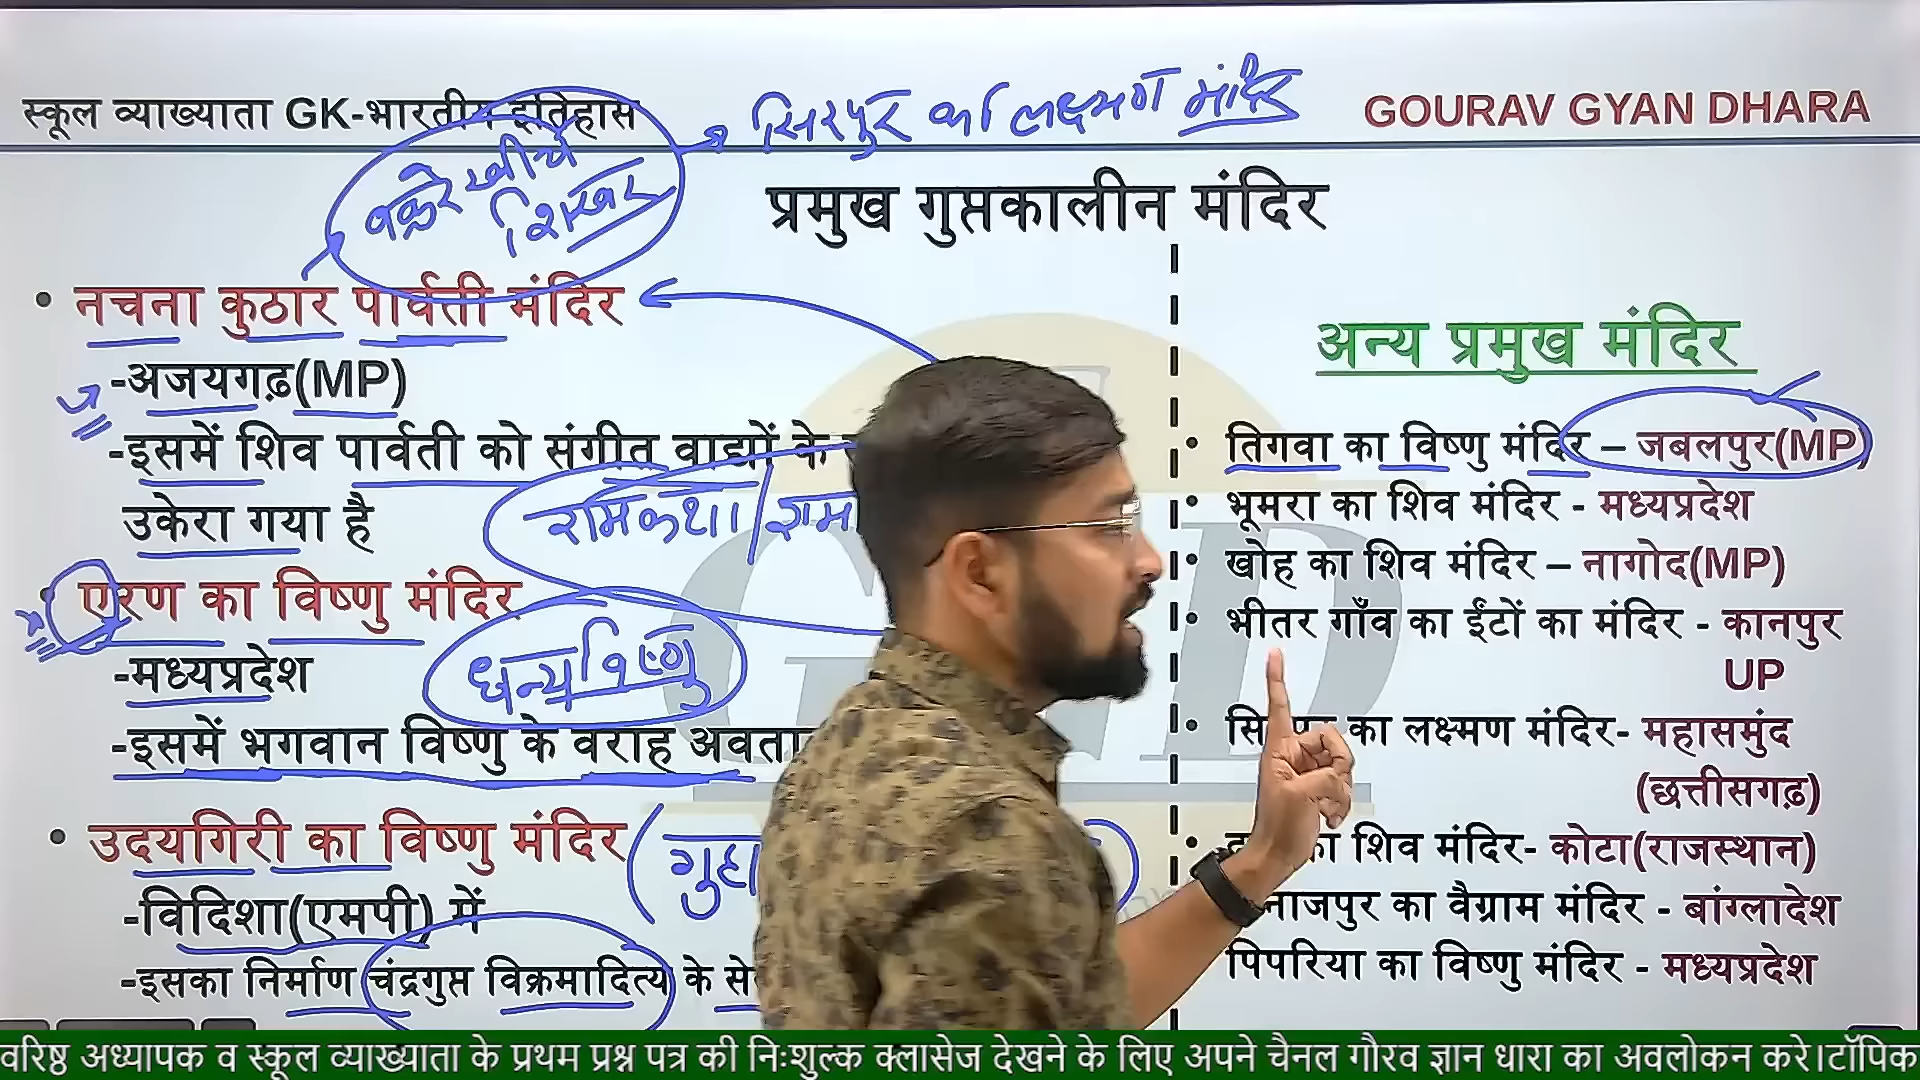 स्कूल व्याख्याता GK-भारतीय इतिहास
सिरपुर का लक्ष्मण मंदिर
GOURAV GYAN DHARA
वक्ररेखीय
शिखर
प्रमुख गुप्तकालीन मंदिर
• नचना कुठार पार्वती मंदिर
-अजयगढ़(MP)
-इसमें शिव पार्वती को संगीत वाद्यों के
उकेरा गया है
रामकथा/राम
एरण का विष्णु मंदिर
-मध्यप्रदेश
धन्यविष्णु
-इसमें भगवान विष्णु के वराह
• उदयगिरी का विष्णु मंदिर
-विदिशा(एमपी) में
-इसका निर्माण चंद्रगुप्त विक्रमादित्य के
अन्य प्रमुख मंदिर
• तिगवा का विष्णु मंदिर – जबलपुर(MP)
• भूमरा का शिव मंदिर - मध्यप्रदेश
• खोह का शिव मंदिर – नागोद(MP)
• भीतर गाँव का ईंटों का मंदिर - कानपुर
UP
• का लक्ष्मण मंदिर- महासमुंद
(छत्तीसगढ़)
• शिव मंदिर- कोटा(राजस्थान)
का वैग्राम मंदिर - बांग्लादेश
पिपरिया का विष्णु मंदिर - मध्यप्रदेश
वरिष्ठ अध्यापक व स्कूल व्याख्याता के प्रथम प्रश्न पत्र की निःशुल्क क्लासेज देखने के लिए अपने चैनल गौरव ज्ञान धारा का अवलोकन करे।टॉपिक